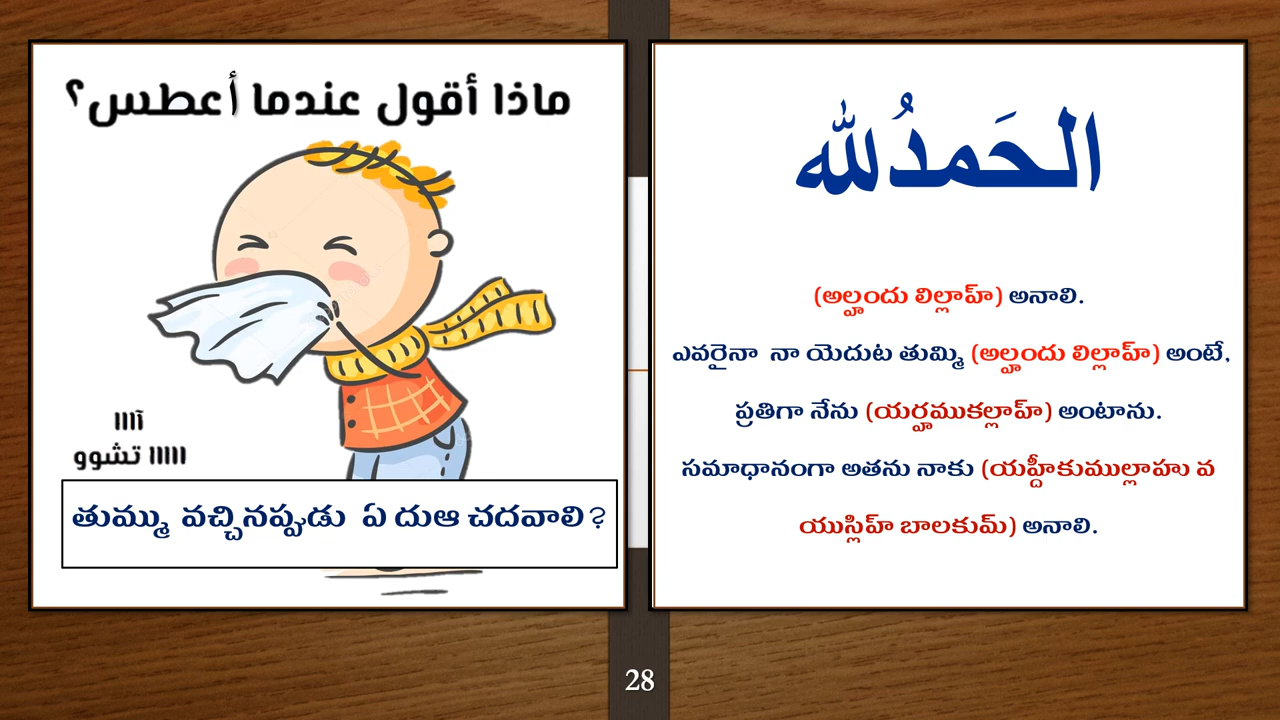 ماذا أقول عندما أعطس؟
آااا
ااااا تشوو
తుమ్ము వచ్చినప్పుడు ఏ దుఆ చదవాలి?
الحَمدُلله
(అల్హందు లిల్లాహ్) అనాలి.
ఎవరైనా నా యెదుట తుమ్మి (అల్హందు లిల్లాహ్) అంటే,
ప్రతిగా నేను (యర్హముకల్లాహ్) అంటాను.
సమాధానంగా అతను నాకు (యహ్దీకుముల్లాహు వ
యుస్లిహ్ బాలకుమ్) అనాలి.
28